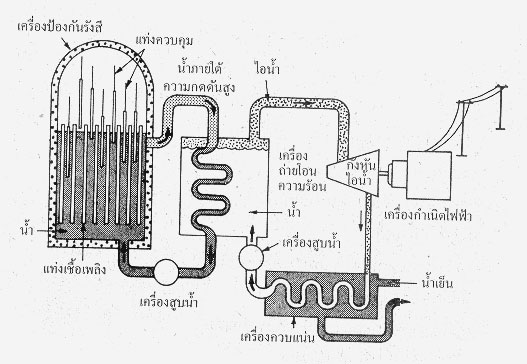 เครื่องป้องกันรังสี
แท่งควบคุม
น้ำภายใต้
ความกดดันสูง
ไอน้ำ
เครื่อง
ถ่ายโอน
ความร้อน
กังหัน
ไอน้ำ
เครื่องกำเนิดไฟฟ้า
น้ำ
น้ำ
แท่งเชื้อเพลิง
เครื่องสูบน้ำ
เครื่องสูบน้ำ
น้ำเย็น
เครื่องควบแน่น